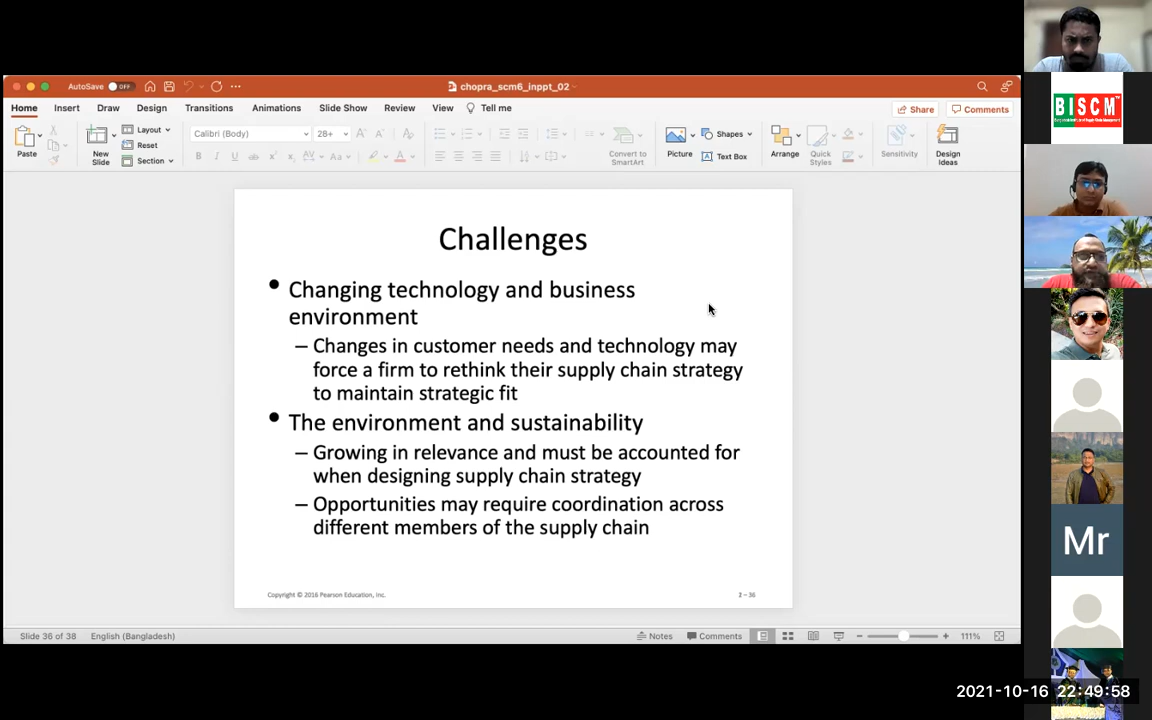 AutoSave OFF
chopra_scm6_inppt_02
Home Insert Draw Design Transitions Animations Slide Show Review View Tell me
Share Comments
Paste
New Slide
Layout
Reset
Section
Calibri (Body) 28+
Convert to SmartArt
Picture
Shapes
Text Box
Arrange
Quick Styles
Sensitivity
Design Ideas
Challenges
• Changing technology and business
environment
– Changes in customer needs and technology may
force a firm to rethink their supply chain strategy
to maintain strategic fit
• The environment and sustainability
– Growing in relevance and must be accounted for
when designing supply chain strategy
– Opportunities may require coordination across
different members of the supply chain
Copyright © 2016 Pearson Education, Inc.
2 – 36
Slide 36 of 38 English (Bangladesh)
Notes Comments 111%
BISCM
Mr
2021-10-16 22:49:58